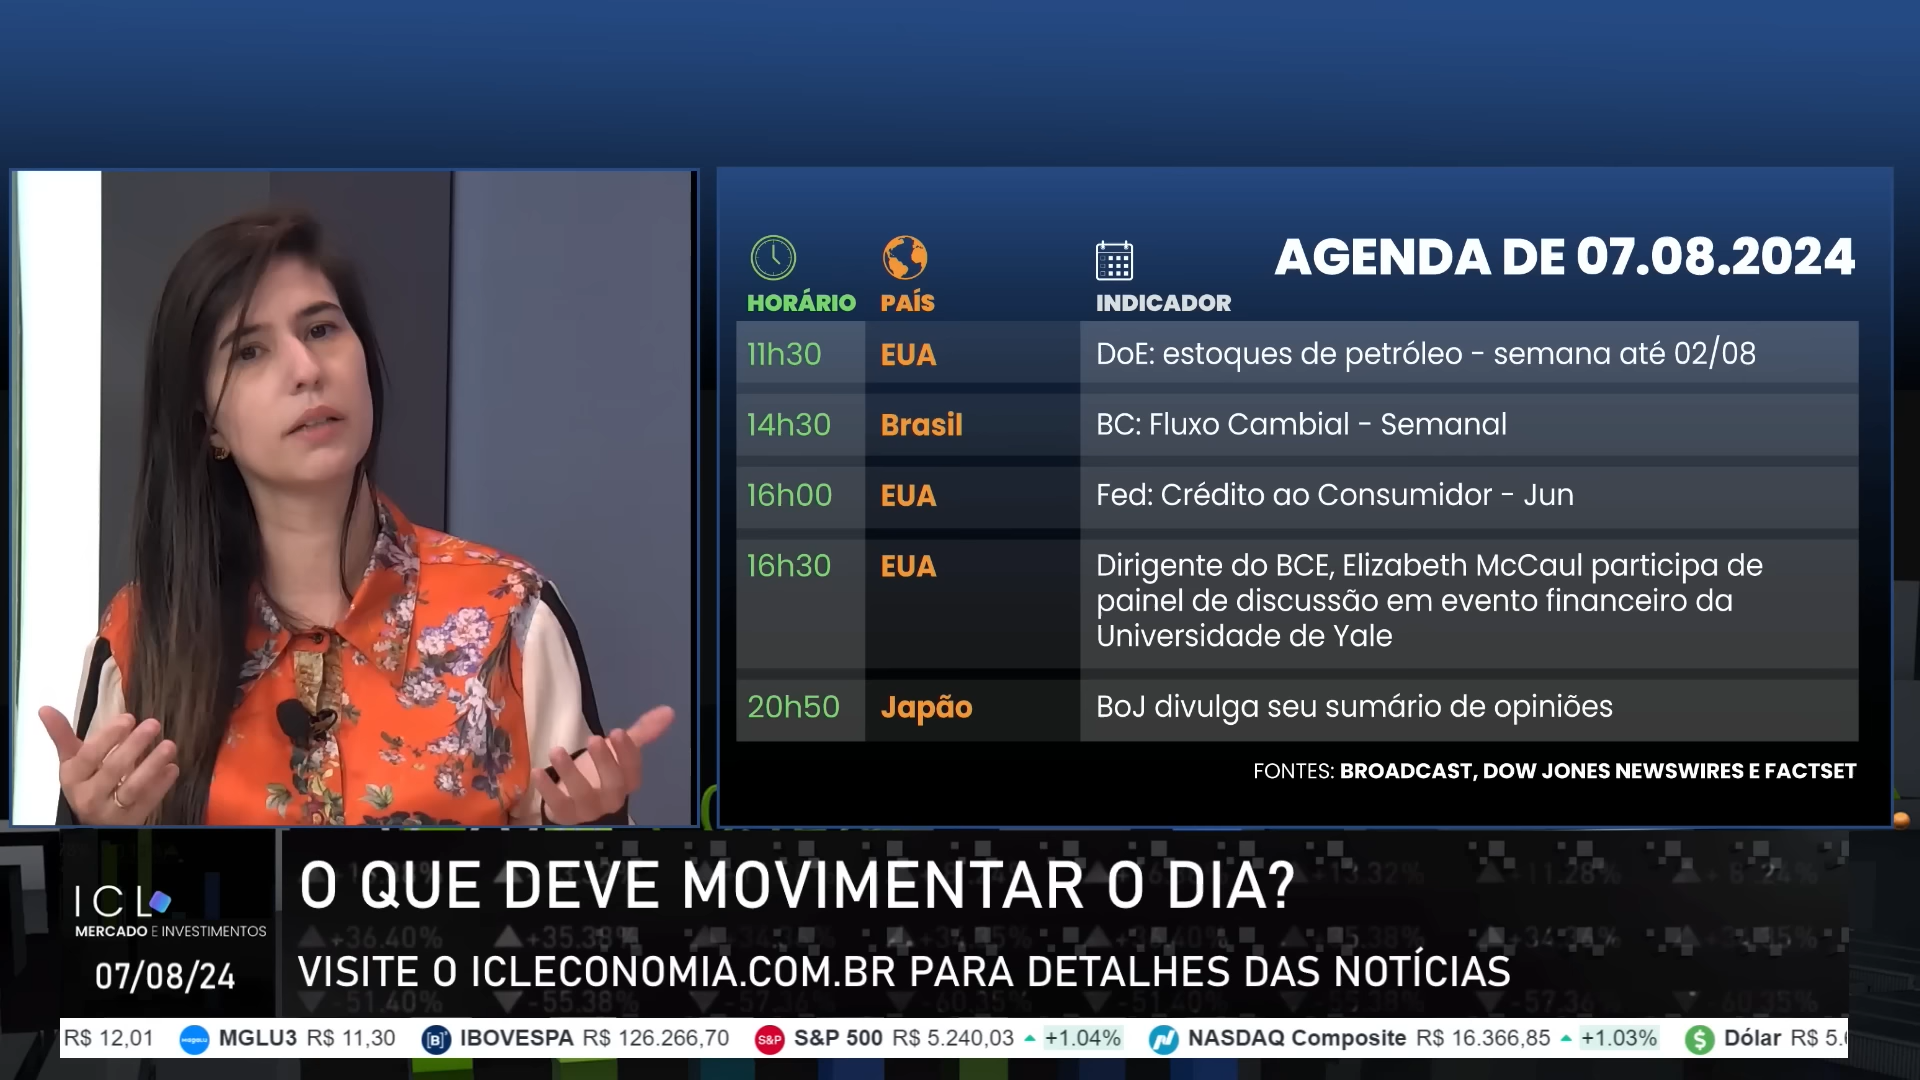 AGENDA DE 07.08.2024
HORÁRIO PAÍS INDICADOR
11h30 EUA DoE: estoques de petróleo - semana até 02/08
14h30 Brasil BC: Fluxo Cambial - Semanal
16h00 EUA Fed: Crédito ao Consumidor - Jun
16h30 EUA Dirigente do BCE, Elizabeth McCaul participa de
painel de discussão em evento financeiro da
Universidade de Yale
20h50 Japão BoJ divulga seu sumário de opiniões
FONTES: BROADCAST, DOW JONES NEWSWIRES E FACTSET
O QUE DEVE MOVIMENTAR O DIA?
VISITE O ICLECONOMIA.COM.BR PARA DETALHES DAS NOTÍCIAS
ICL
MERCADO E INVESTIMENTOS
07/08/24
R$ 12,01 MGLU3 R$ 11,30 IBOVESPA R$ 126.266,70 S&P S&P 500 R$ 5.240,03 +1.04% NASDAQ Composite R$ 16.366,85 +1.03% Dólar R$